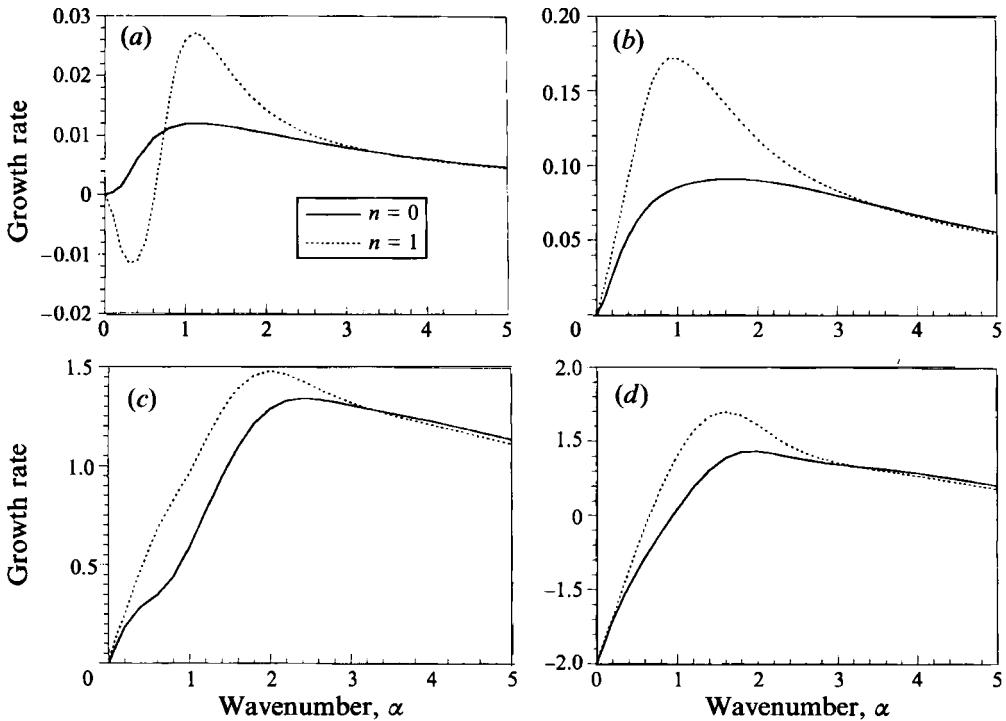 (a)
0.03
0.02
0.01
0
−0.01
−0.02
Growth rate
n = 0
n = 1
0 1 2 3 4 5
(b)
0.20
0.15
0.10
0.05
0
0 1 2 3 4 5
(c)
1.5
1.0
0.5
0
Growth rate
0 1 2 3 4 5
Wavenumber, α
(d)
2.0
1.5
0
−1.5
−2.0
0 1 2 3 4 5
Wavenumber, α